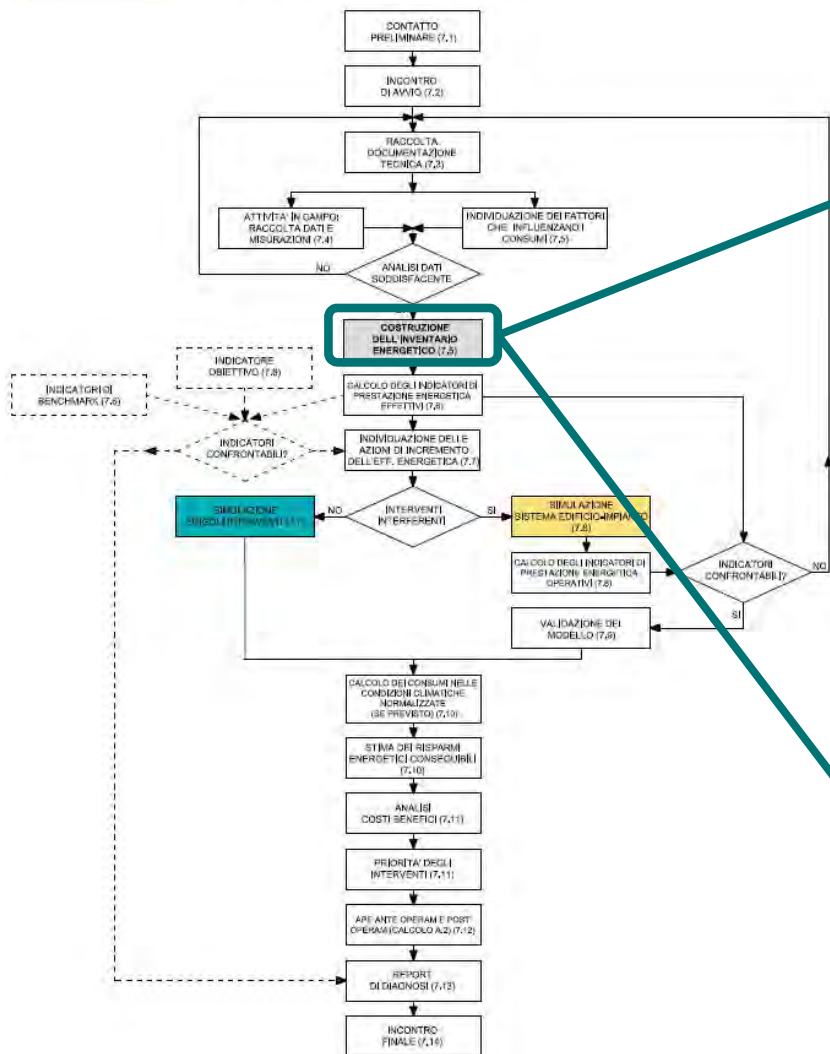 CONTATTO
PRELIMINARE (7.1)
INCONTRO
DI AVVIO (7.2)
RACCOLTA
DOCUMENTAZIONE
TECNICA (7.3)
ATTIVITA' IN CAMPO:
RACCOLTA DATI E
MISURAZIONI (7.4)
INDIVIDUAZIONE DEI FATTORI
CHE INFLUENZANO I
CONSUMI (7.5)
NO
ANALISI DATI
SODDISFACENTE
COSTRUZIONE
DELL'INVENTARIO
ENERGETICO (7.5)
INDICATORE
OBIETTIVO (7.8)
INDICATORI DI
BENCHMARK (7.6)
CALCOLO DEGLI INDICATORI DI
PRESTAZIONE ENERGETICA
EFFETTIVI (7.6)
INDICATORI
CONFRONTABILI?
INDIVIDUAZIONE DELLE
AZIONI DI INCREMENTO
DELL'EFF. ENERGETICA (7.7)
SIMULAZIONE
NO
INTERVENTI
INTERFERENTI
SI
SIMULAZIONE
SISTEMA EDIFICIO-IMPIANTO
(7.8)
CALCOLO DEGLI INDICATORI DI
PRESTAZIONE ENERGETICA
OPERATIVI (7.8)
INDICATORI
CONFRONTABILI?
NO
SI
VALIDAZIONE DEL
MODELLO (7.9)
CALCOLO DEI CONSUMI NELLE
CONDIZIONI CLIMATICHE
NORMALIZZATE
(SE PREVISTO) (7.10)
STIMA DEI RISPARMI
ENERGETICI CONSEGUIBILI
(7.10)
ANALISI
COSTI BENEFICI (7.11)
PRIORITA' DEGLI
INTERVENTI (7.11)
APE ANTE OPERAM E POST
OPERAM (CALCOLO A.2) (7.12)
REPORT
DI DIAGNOSI (7.13)
INCONTRO
FINALE (7.14)